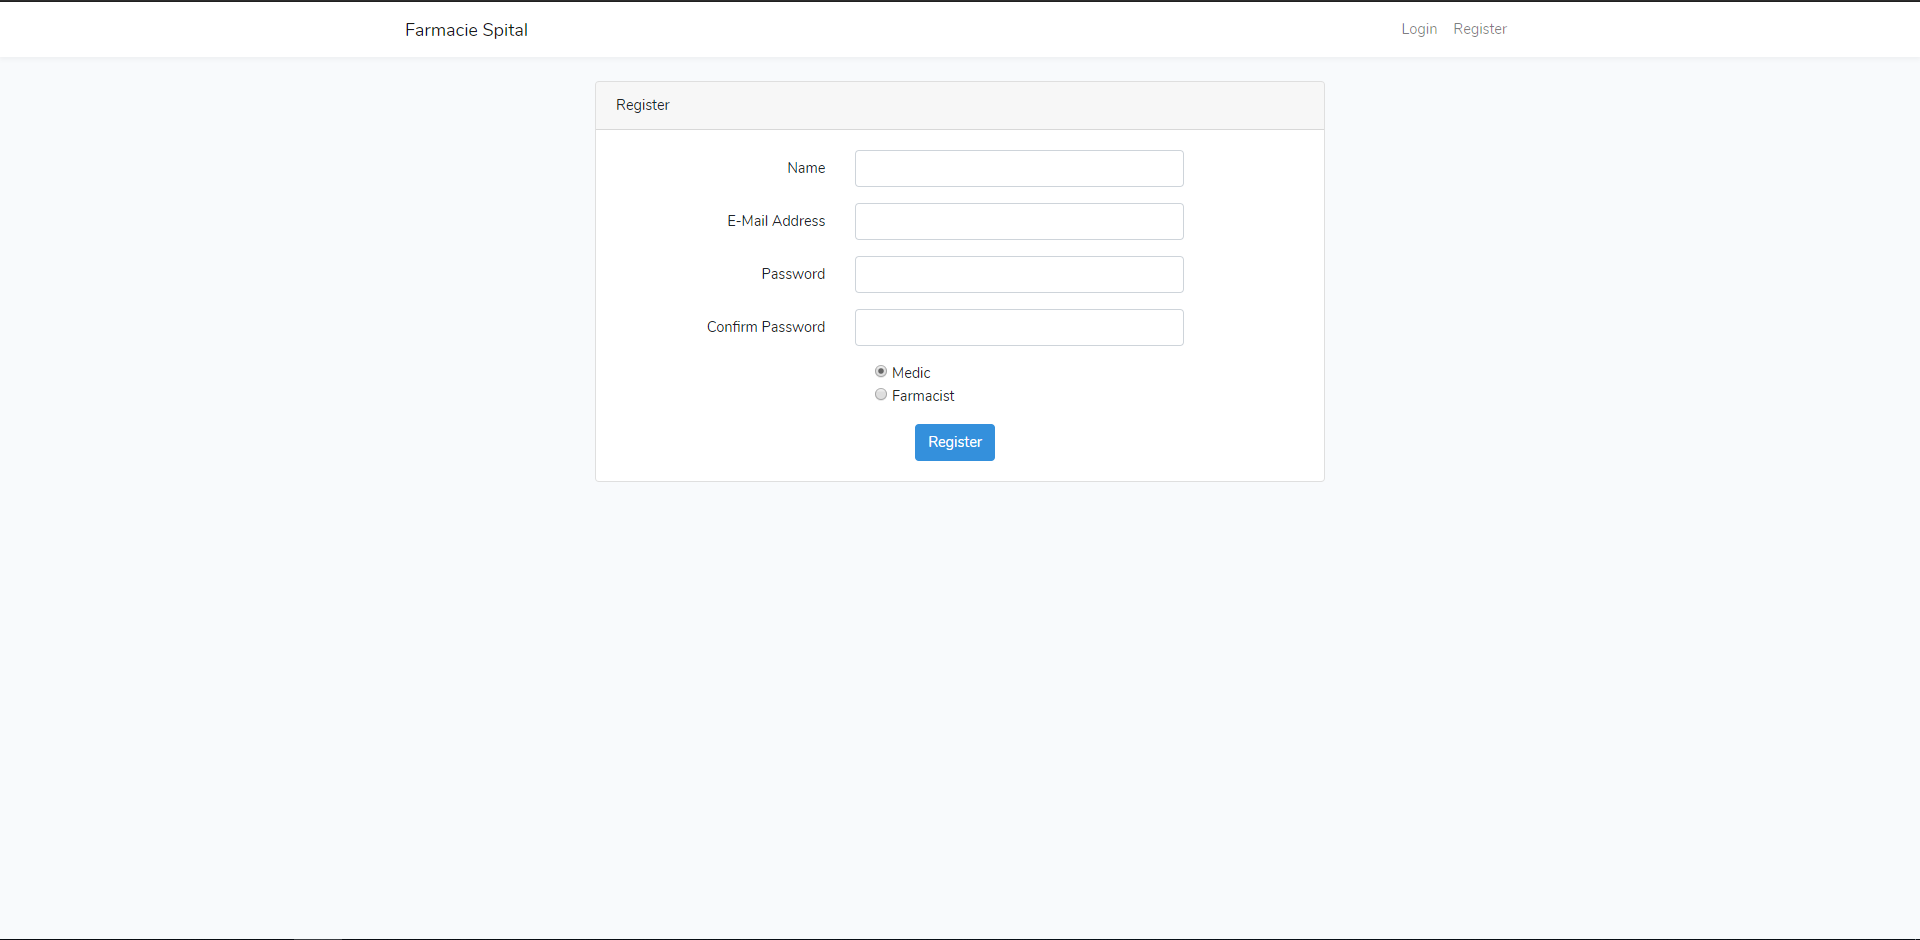 Farmacie Spital
Login Register
Register
Name
E-Mail Address
Password
Confirm Password
Medic
Farmacist
Register